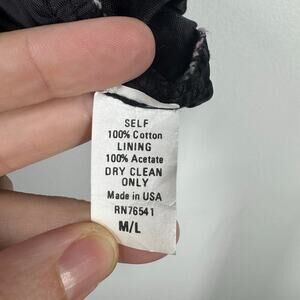 SELF
100% Cotton
LINING
100% Acetate
DRY CLEAN
ONLY
Made in USA
RN76541
M/L